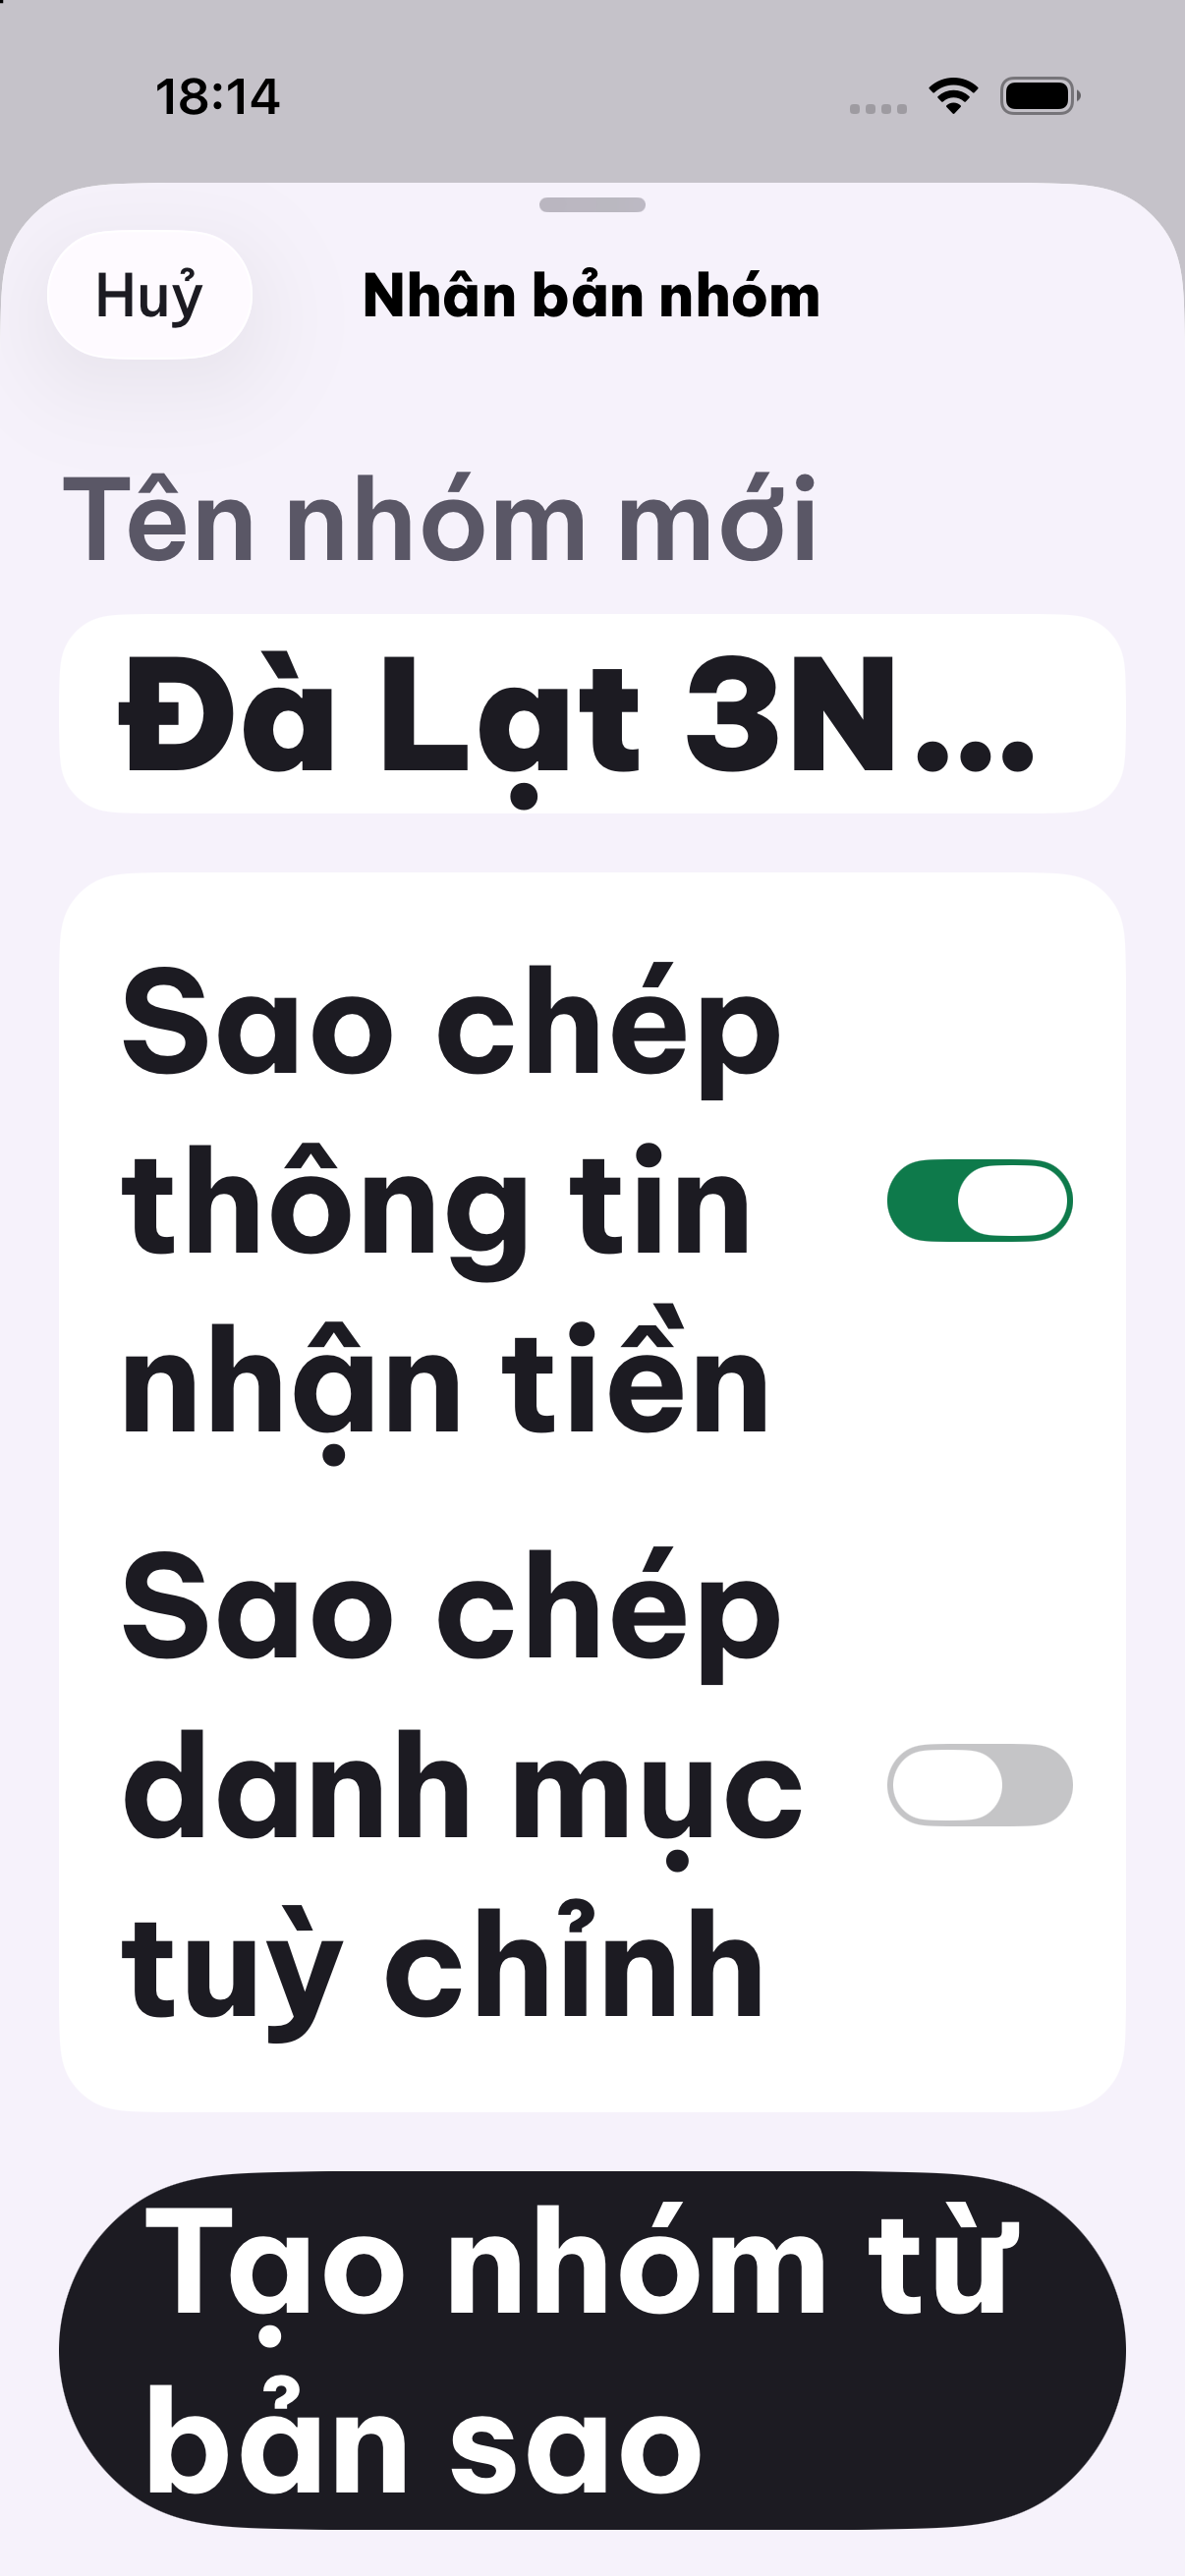 18:14
Huỷ
Nhân bản nhóm
Tên nhóm mới
Đà Lạt 3N...
Sao chép
thông tin
nhận tiền
Sao chép
danh mục
tuỳ chỉnh
Tạo nhóm từ
bản sao